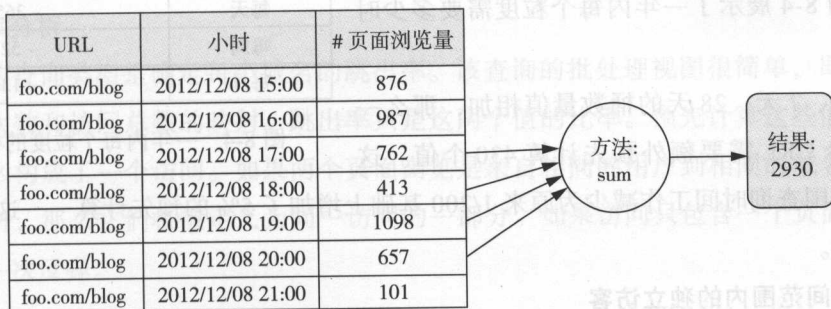 URL 小时 # 页面浏览量
foo.com/blog 2012/12/08 15:00 876
foo.com/blog 2012/12/08 16:00 987
foo.com/blog 2012/12/08 17:00 762
foo.com/blog 2012/12/08 18:00 413
foo.com/blog 2012/12/08 19:00 1098
foo.com/blog 2012/12/08 20:00 657
foo.com/blog 2012/12/08 21:00 101
方法:
sum
结果:
2930